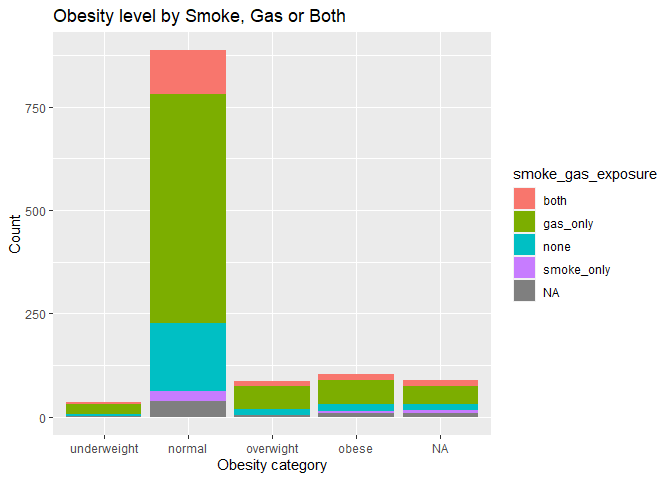 Obesity level by Smoke, Gas or Both
750
500
250
0
Count
underweight normal overwight obese NA
Obesity category
smoke_gas_exposure
both
gas_only
none
smoke_only
NA